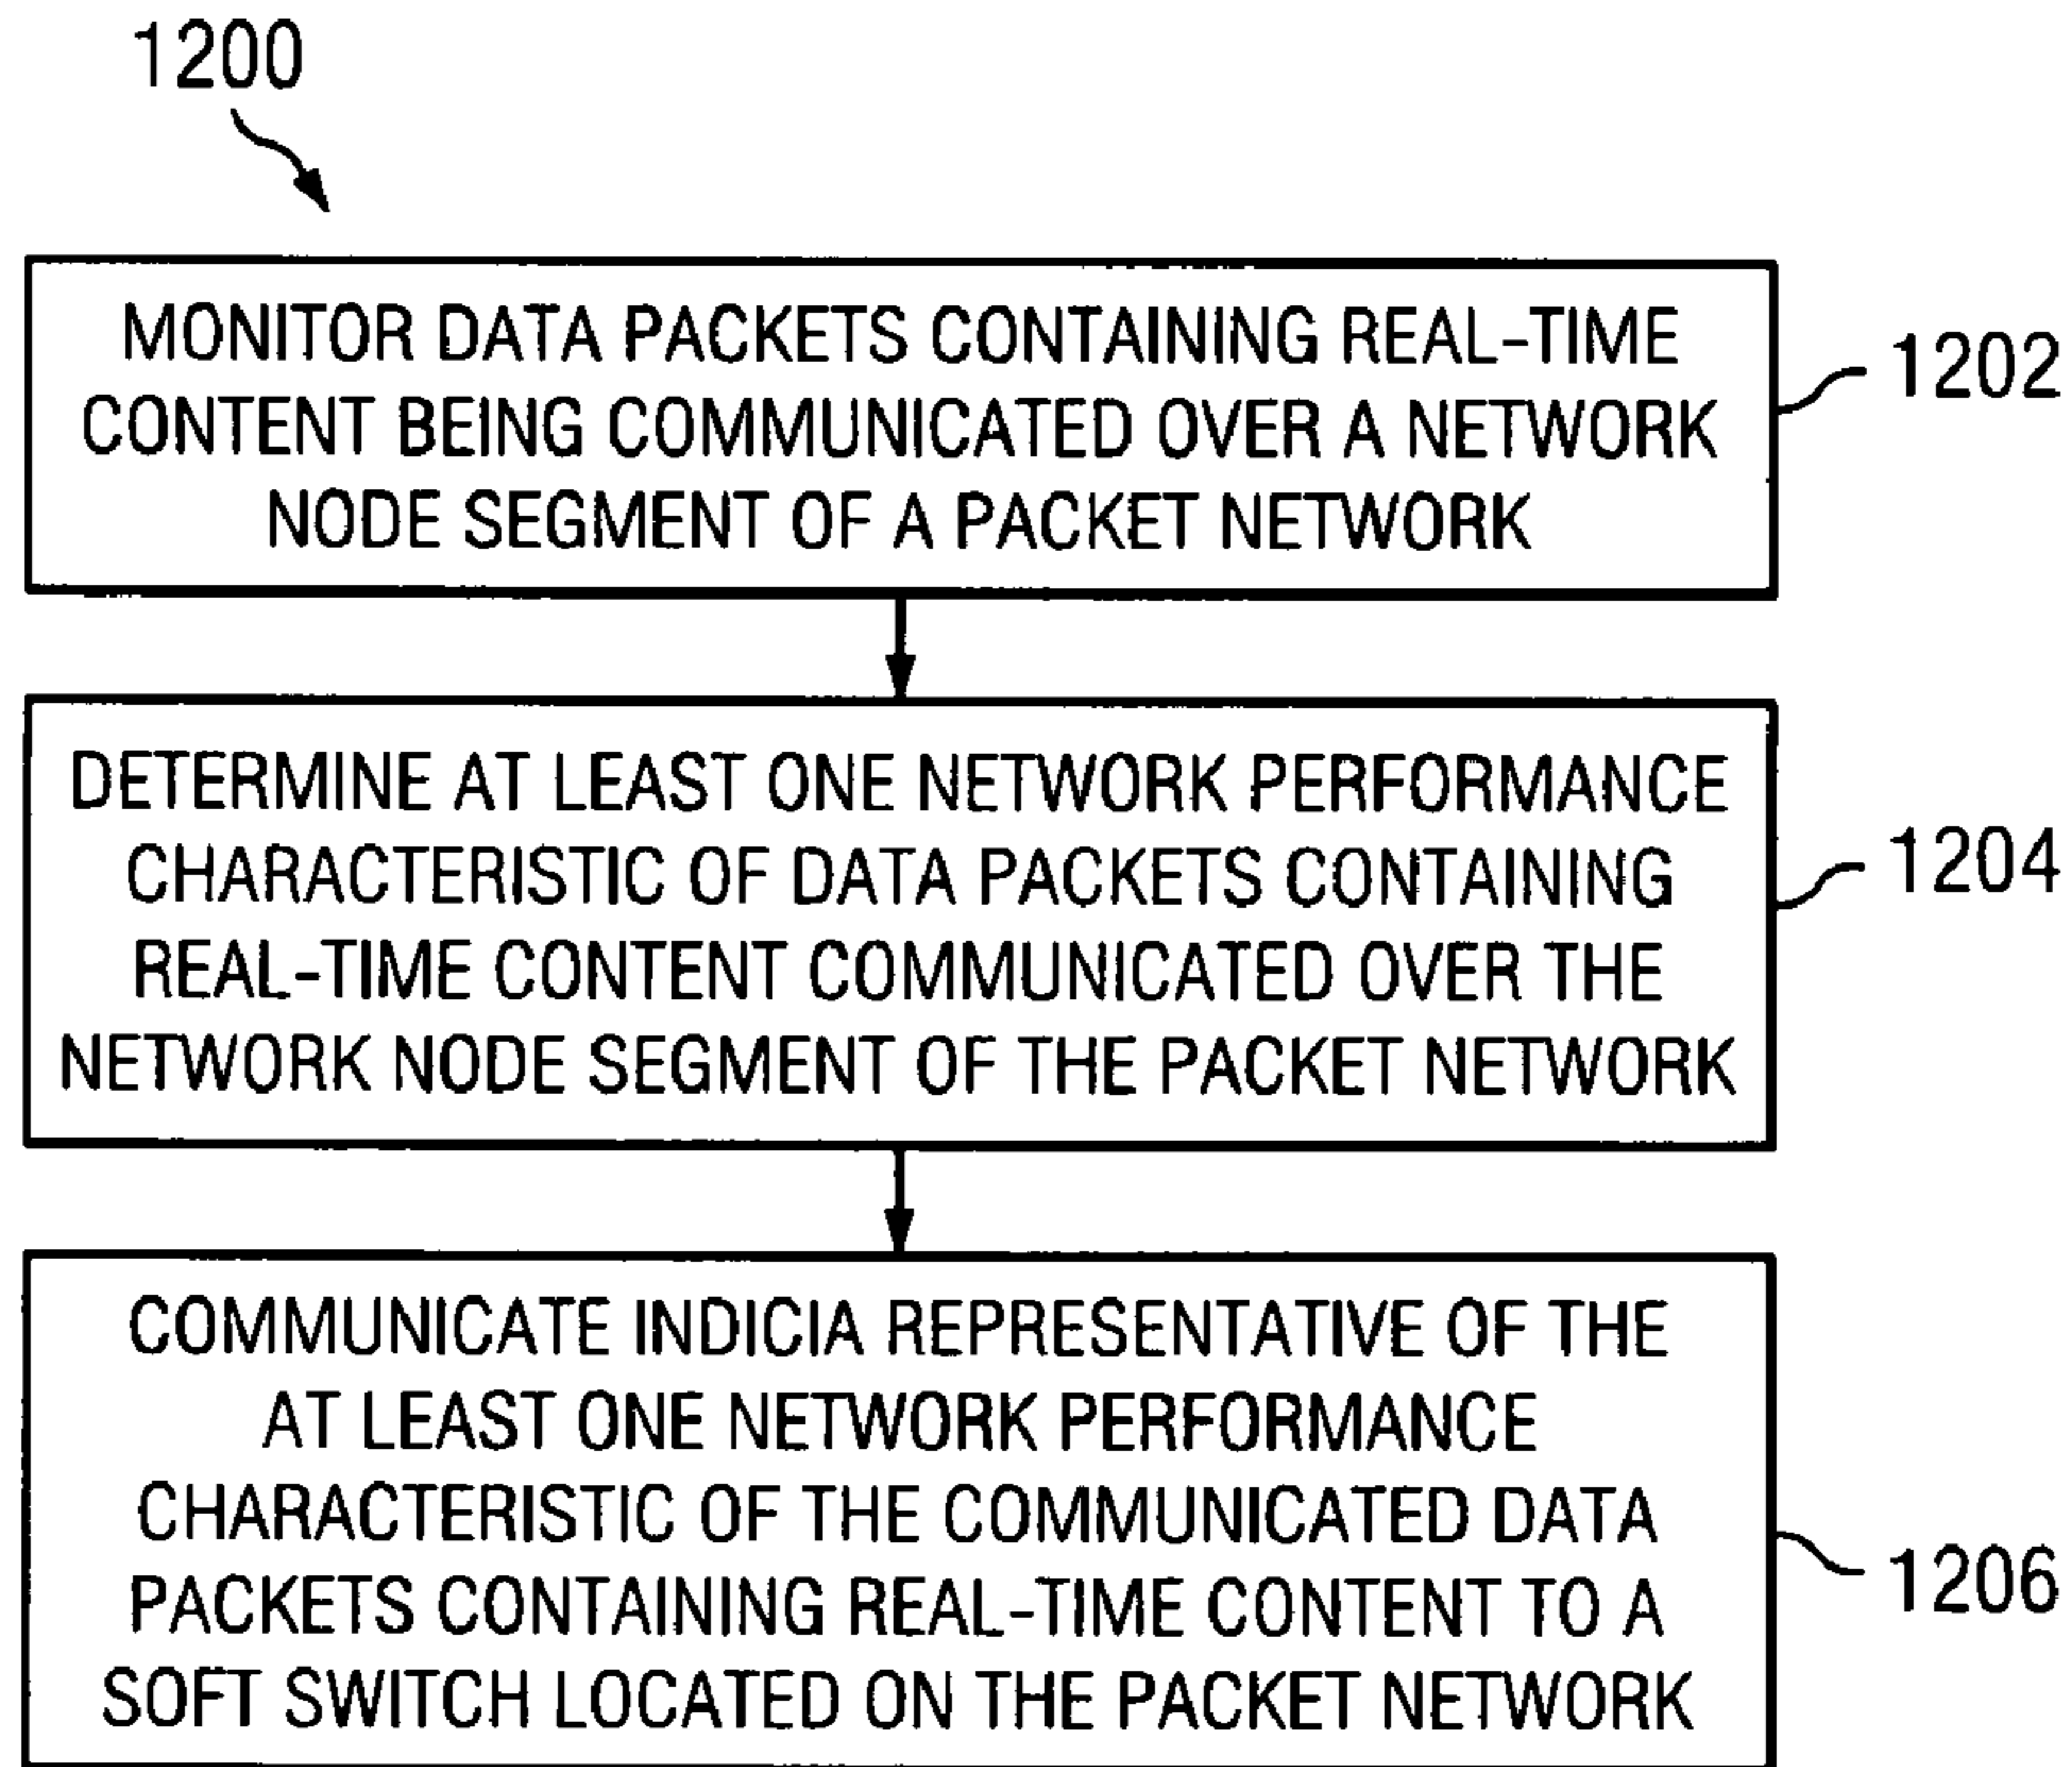 1200
MONITOR DATA PACKETS CONTAINING REAL-TIME
CONTENT BEING COMMUNICATED OVER A NETWORK
NODE SEGMENT OF A PACKET NETWORK
1202
DETERMINE AT LEAST ONE NETWORK PERFORMANCE
CHARACTERISTIC OF DATA PACKETS CONTAINING
REAL-TIME CONTENT COMMUNICATED OVER THE
NETWORK NODE SEGMENT OF THE PACKET NETWORK
1204
COMMUNICATE INDICIA REPRESENTATIVE OF THE
AT LEAST ONE NETWORK PERFORMANCE
CHARACTERISTIC OF THE COMMUNICATED DATA
PACKETS CONTAINING REAL-TIME CONTENT TO A
SOFT SWITCH LOCATED ON THE PACKET NETWORK
1206